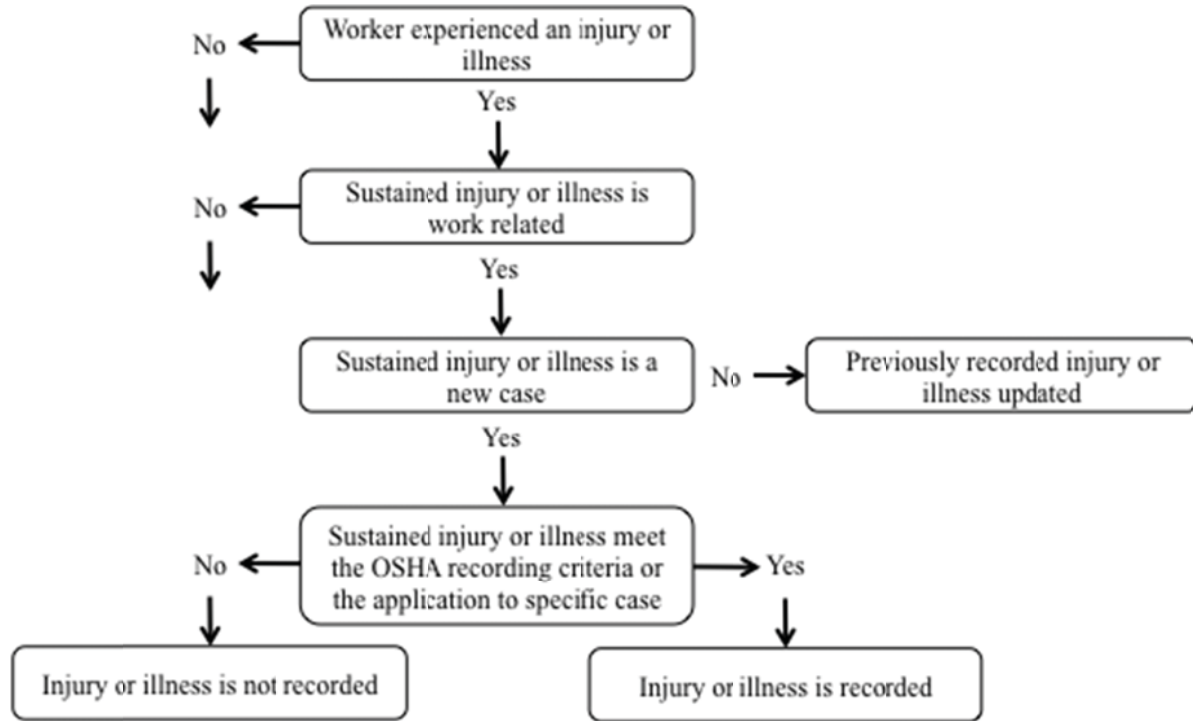 Worker experienced an injury or
illness
No
Yes
Sustained injury or illness is
work related
No
Yes
Sustained injury or illness is a
new case
No
Previously recorded injury or
illness updated
Yes
Sustained injury or illness meet
the OSHA recording criteria or
the application to specific case
No
Yes
Injury or illness is not recorded
Injury or illness is recorded